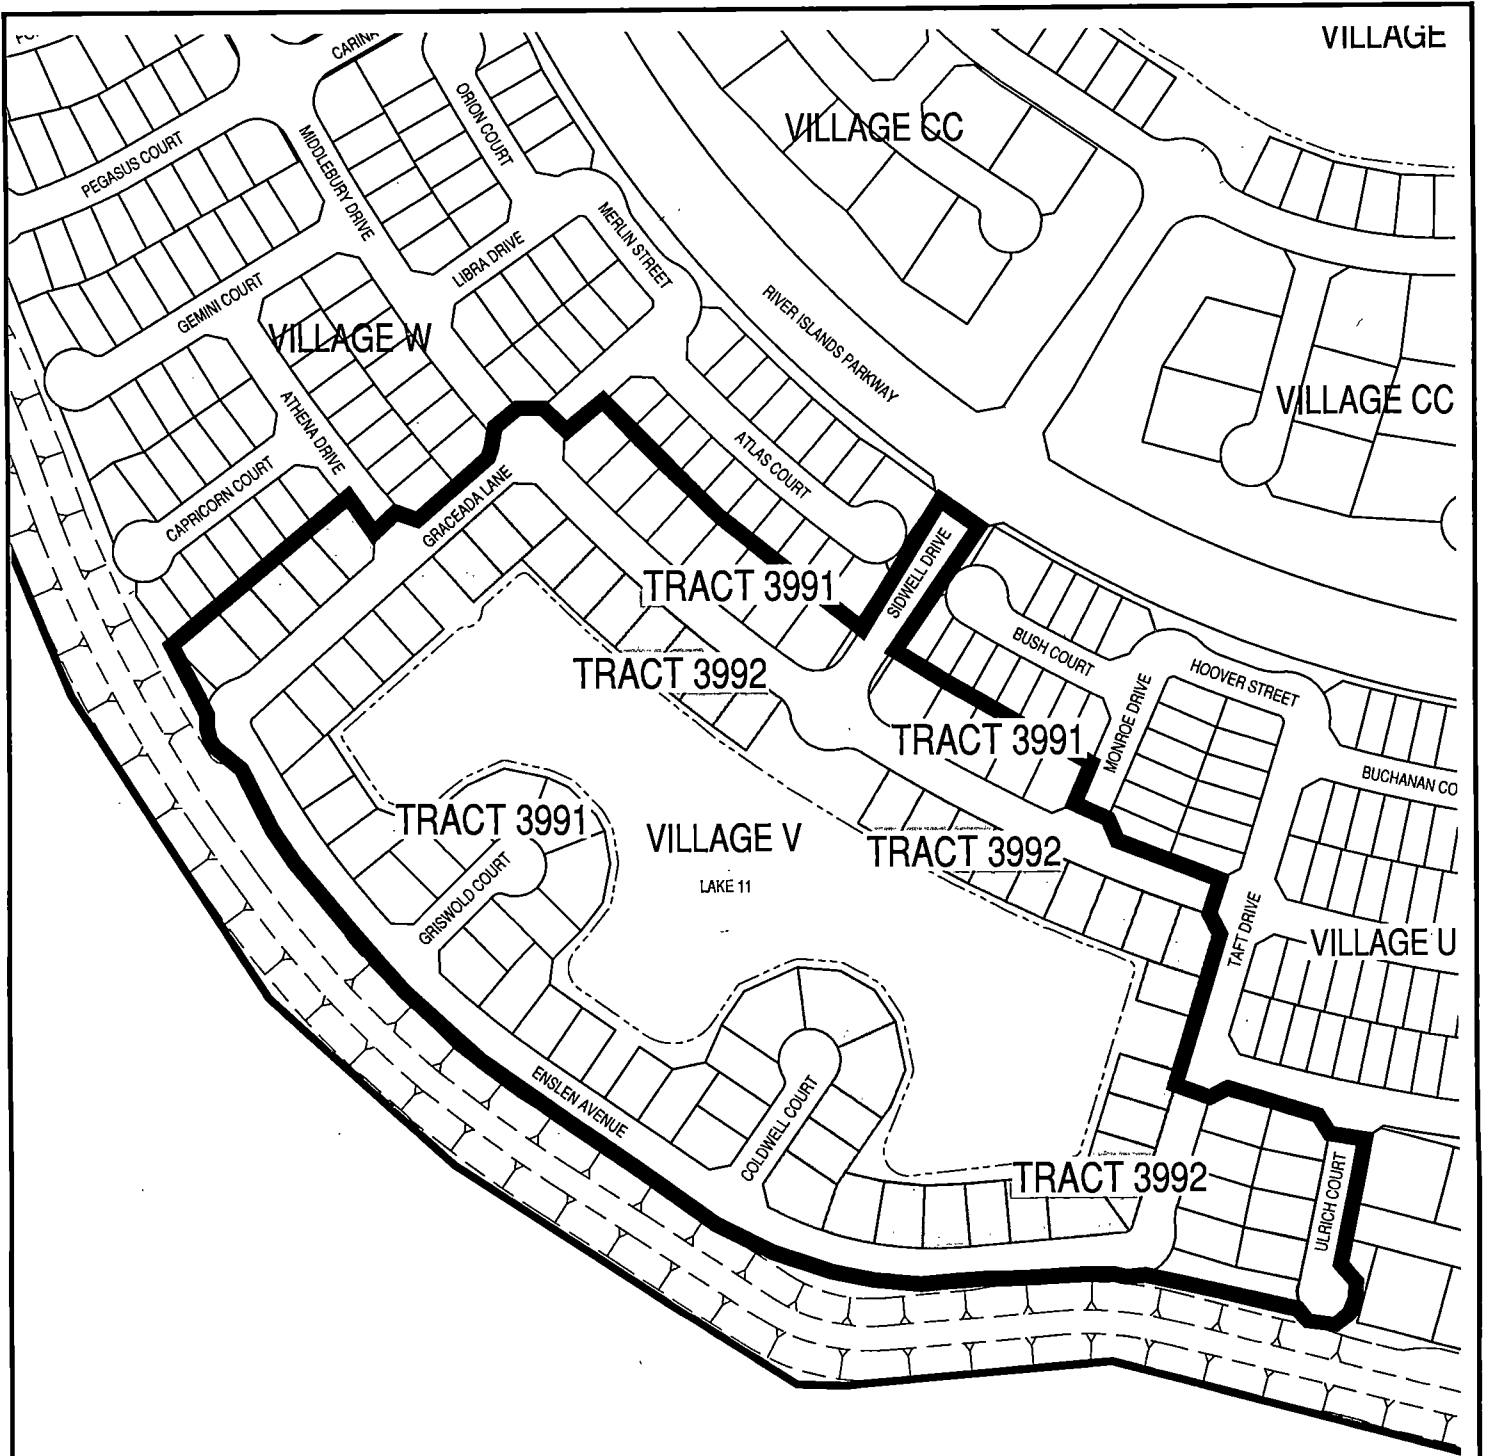 VILLAGE
CARINA
ORION COURT
VILLAGE CC
PEGASUS COURT
MIDDLEBURY DRIVE
MERLIN STREET
LIBRA DRIVE
GEMINI COURT
RIVER ISLANDS PARKWAY
VILLAGE W
VILLAGE CC
ATHENA DRIVE
ATLAS COURT
CAPRICORN COURT
GRACEADA LANE
SIDWELL DRIVE
TRACT 3991
BUSH COURT
TRACT 3992
HOOVER STREET
MONROE DRIVE
TRACT 3991
BUCHANAN CO
TRACT 3991
VILLAGE V
TRACT 3992
LAKE 11
GRISWOLD COURT
TAFT DRIVE
VILLAGE U
ENSLEN AVENUE
COLDWELL COURT
TRACT 3992
ULRICH COURT